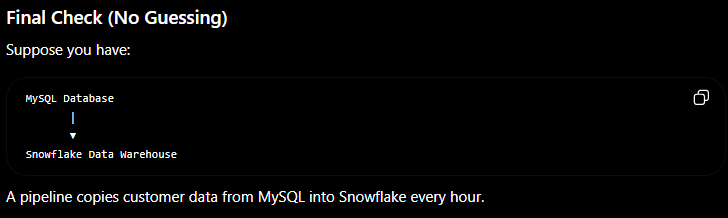 Final Check (No Guessing)
Suppose you have:
MySQL Database
|
▼
Snowflake Data Warehouse
A pipeline copies customer data from MySQL into Snowflake every hour.